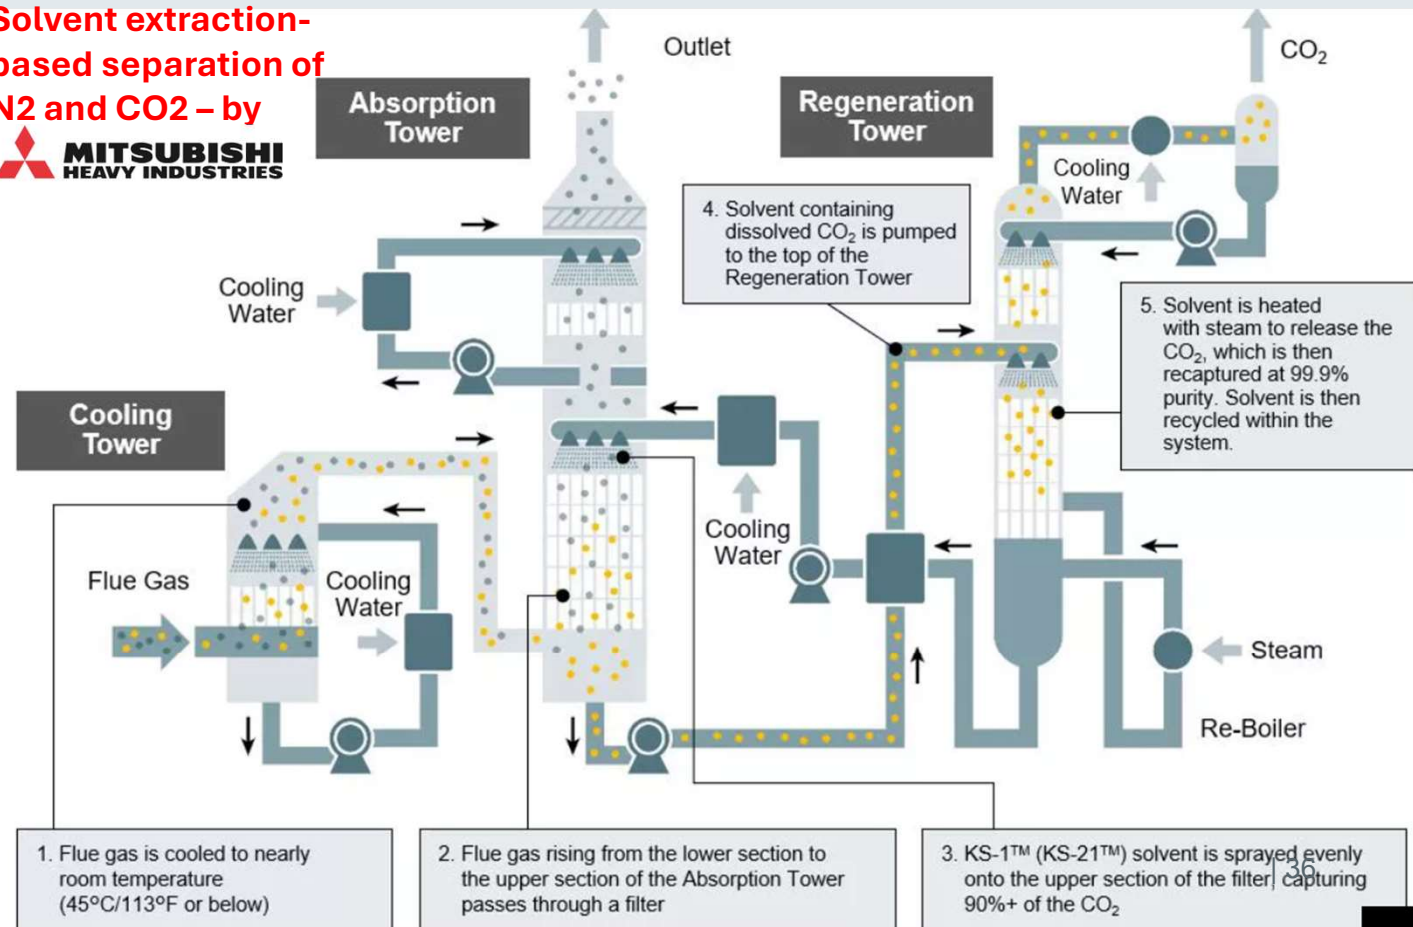 Solvent extraction-
based separation of
N2 and CO2 – by
MITSUBISHI
HEAVY INDUSTRIES
Absorption
Tower
Outlet
Regeneration
Tower
CO₂
Cooling
Water
4. Solvent containing
dissolved CO₂ is pumped
to the top of the
Regeneration Tower
Cooling
Water
5. Solvent is heated
with steam to release the
CO₂, which is then
recaptured at 99.9%
purity. Solvent is then
recycled within the
system.
Cooling
Tower
Cooling
Water
Flue Gas
Cooling
Water
Steam
Re-Boiler
1. Flue gas is cooled to nearly
room temperature
(45ºC/113ºF or below)
2. Flue gas rising from the lower section to
the upper section of the Absorption Tower
passes through a filter
3. KS-1™ (KS-21™) solvent is sprayed evenly
onto the upper section of the filter, capturing
90%+ of the CO₂
| 36